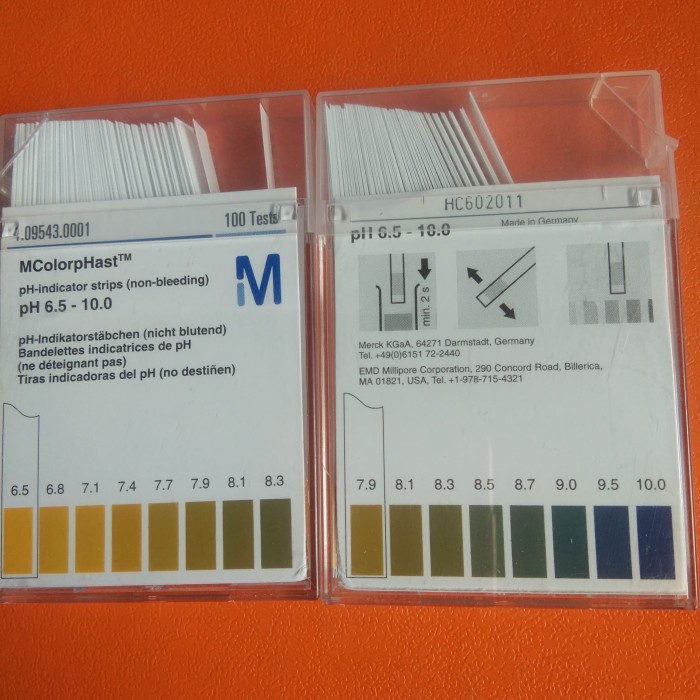 1.09543.0001
100 Tests
MColorpHast™
pH-indicator strips (non-bleeding)
pH 6.5 - 10.0
M
pH-Indikatorstäbchen (nicht blutend)
Bandelettes indicatrices de pH
(ne déteignant pas)
Tiras indicadoras del pH (no destiñen)
6.5 6.8 7.1 7.4 7.7 7.9 8.1 8.3
HC602011
Made in Germany
pH 6.5 - 10.0
min. 2 s
Merck KGaA, 64271 Darmstadt, Germany
Tel. +49(0)6151 72-2440
EMD Millipore Corporation, 290 Concord Road, Billerica,
MA 01821, USA, Tel. +1-978-715-4321
7.9 8.1 8.3 8.5 8.7 9.0 9.5 10.0